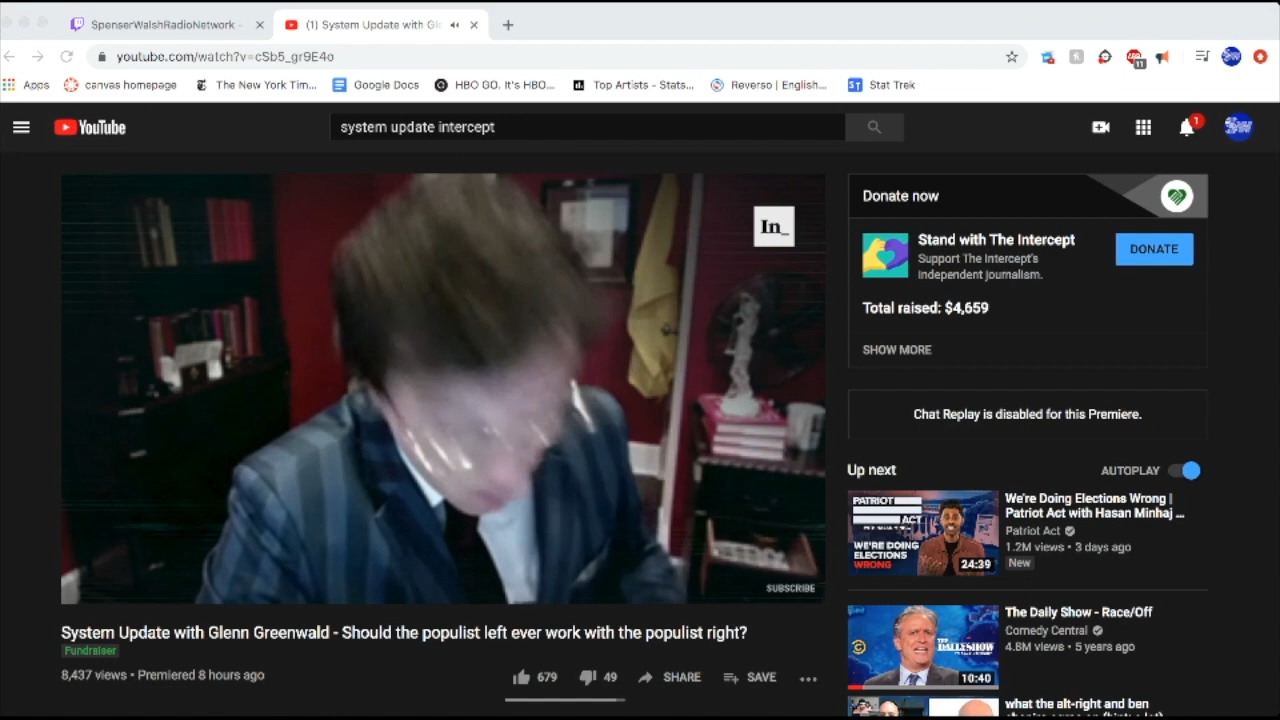 SpenserWalshRadioNetwork -
(1) System Update with Gl
youtube.com/watch?v=cSb5_gr9E4o
11
Apps
canvas homepage
The New York Tim...
Google Docs
HBO GO. It's HBO...
Top Artists - Stats...
Reverso | English...
ST
Stat Trek
YouTube
system update intercept
1
SW
In_
SUBSCRIBE
Donate now
Stand with The Intercept
Support The Intercept's
independent journalism.
DONATE
Total raised: $4,659
SHOW MORE
Chat Replay is disabled for this Premiere.
Up next
AUTOPLAY
PATRIOT
ACT
WE'RE DOING
ELECTIONS
WRONG
24:39
We're Doing Elections Wrong |
Patriot Act with Hasan Minhaj ...
Patriot Act
1.2M views • 3 days ago
New
THE DAILY SHOW
10:40
The Daily Show - Race/Off
Comedy Central
4.8M views • 5 years ago
what the alt-right and ben
System Update with Glenn Greenwald - Should the populist left ever work with the populist right?
Fundraiser
8,437 views • Premiered 8 hours ago
679
49
SHARE
SAVE